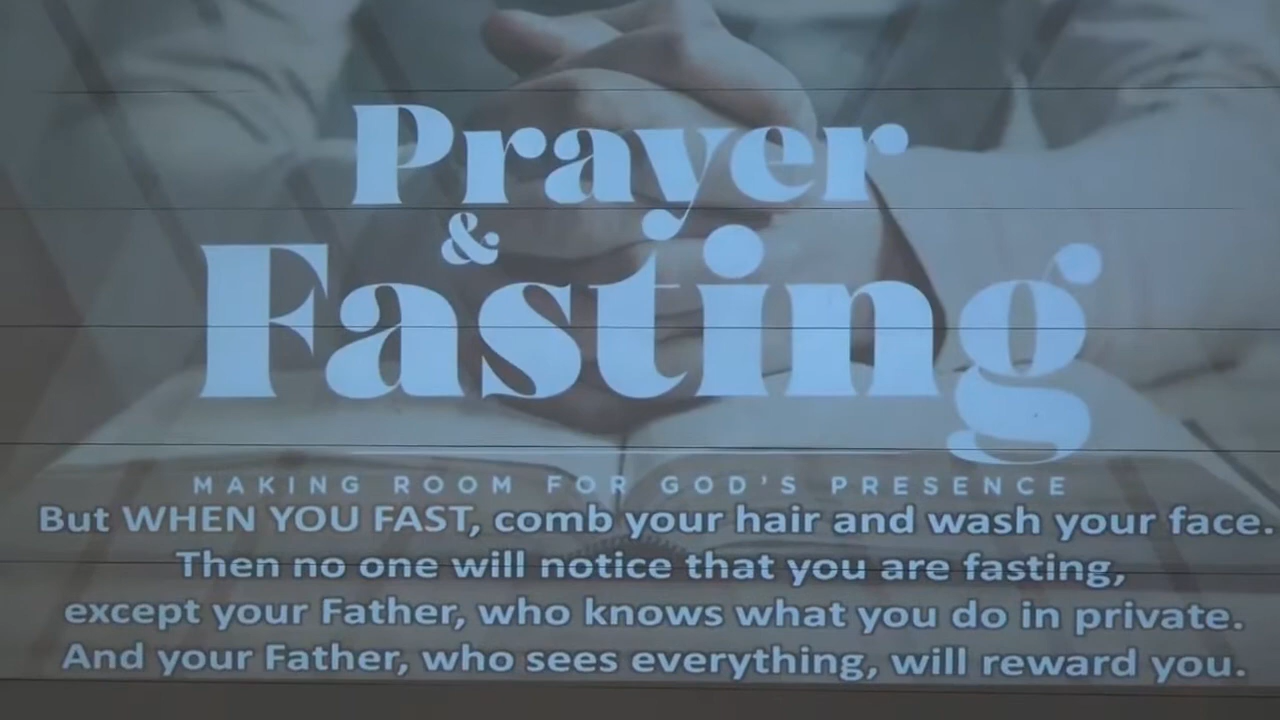 Prayer
&
Fasting
MAKING ROOM FOR GOD'S PRESENCE
But WHEN YOU FAST, comb your hair and wash your face.
Then no one will notice that you are fasting,
except your Father, who knows what you do in private.
And your Father, who sees everything, will reward you.